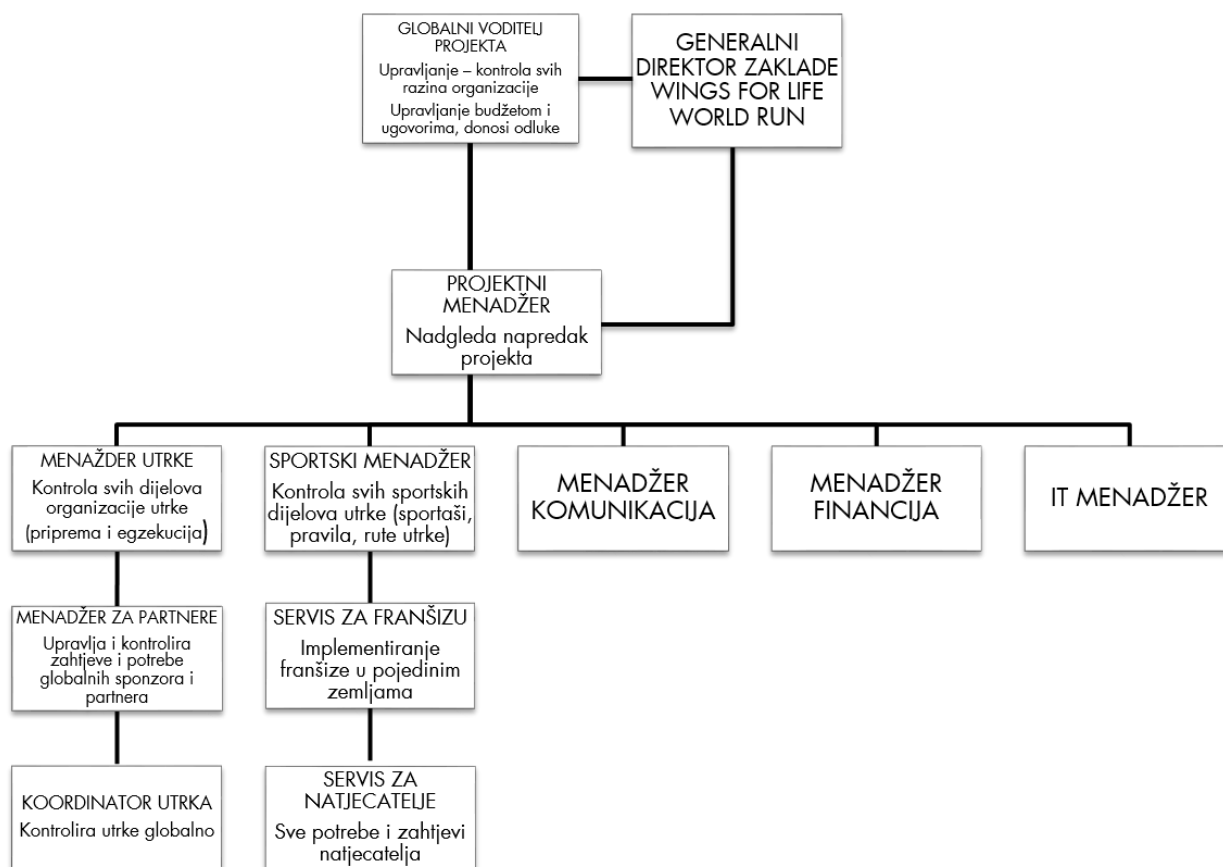 GLOBALNI VODITELJ
PROJEKTA
Upravljanje – kontrola svih
razina organizacije
Upravljanje budžetom i
ugovorima, donosi odluke
GENERALNI
DIREKTOR ZAKLADE
WINGS FOR LIFE
WORLD RUN
PROJEKTNI
MENADŽER
Nadgleda napredak
projekta
MENAŽDER UTRKE
Kontrola svih dijelova
organizacije utrke
(priprema i egzekucija)
SPORTSKI MENADŽER
Kontrola svih sportskih
dijelova utrke (sportaši,
pravila, rute utrke)
MENADŽER
KOMUNIKACIJA
MENADŽER
FINANCIJA
IT MENADŽER
MENADŽER ZA PARTNERE
Upravlja i kontrolira
zahtjeve i potrebe
globalnih sponzora i
partnera
SERVIS ZA FRANŠIZU
Implementiranje
franšize u pojedinim
zemljama
KOORDINATOR UTRKA
Kontrolira utrke globalno
SERVIS ZA
NATJECATELJE
Sve potrebe i zahtjevi
natjecatelja